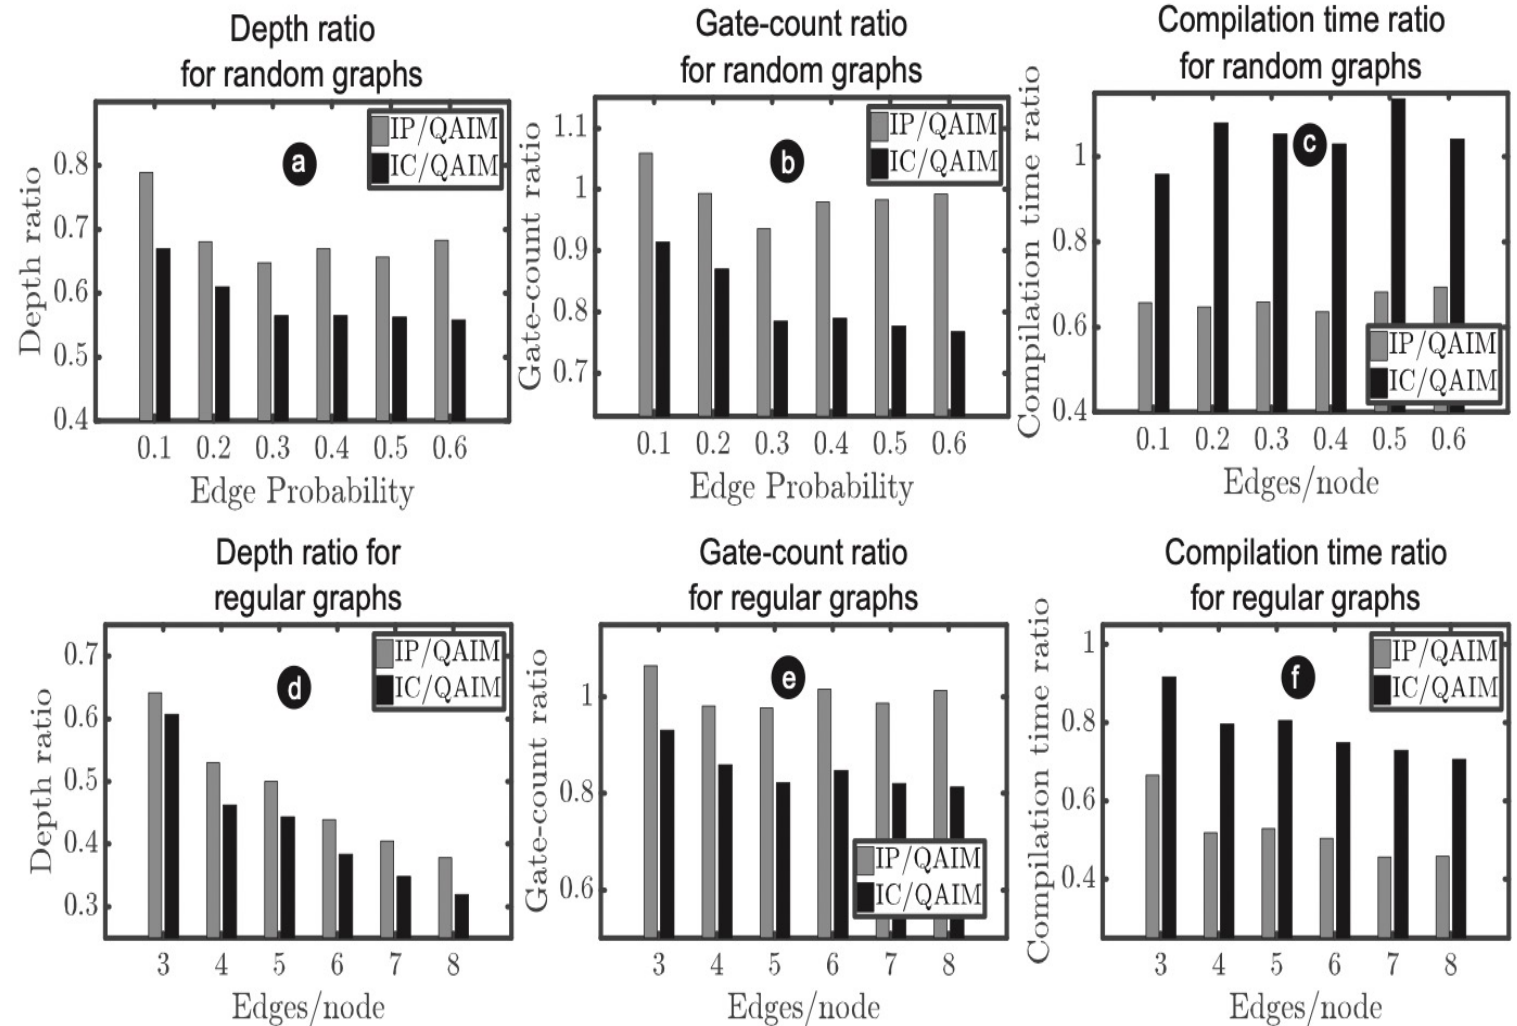 Depth ratio
for random graphs
Depth ratio
0.8
0.7
0.6
0.5
0.4
IP/QAIM
IC/QAIM
a
0.1 0.2 0.3 0.4 0.5 0.6
Edge Probability
Gate-count ratio
for random graphs
Gate-count ratio
1.1
1
0.9
0.8
0.7
IP/QAIM
IC/QAIM
b
0.1 0.2 0.3 0.4 0.5 0.6
Edge Probability
Compilation time ratio
for random graphs
Compilation time ratio
1
0.8
0.6
0.4
c
IP/QAIM
IC/QAIM
0.1 0.2 0.3 0.4 0.5 0.6
Edges/node
Depth ratio for
regular graphs
Depth ratio
0.7
0.6
0.5
0.4
0.3
IP/QAIM
IC/QAIM
d
3 4 5 6 7 8
Edges/node
Gate-count ratio
for regular graphs
Gate-count ratio
1
0.8
0.6
e
IP/QAIM
IC/QAIM
3 4 5 6 7 8
Edges/node
Compilation time ratio
for regular graphs
Compilation time ratio
1
0.8
0.6
0.4
IP/QAIM
IC/QAIM
f
3 4 5 6 7 8
Edges/node